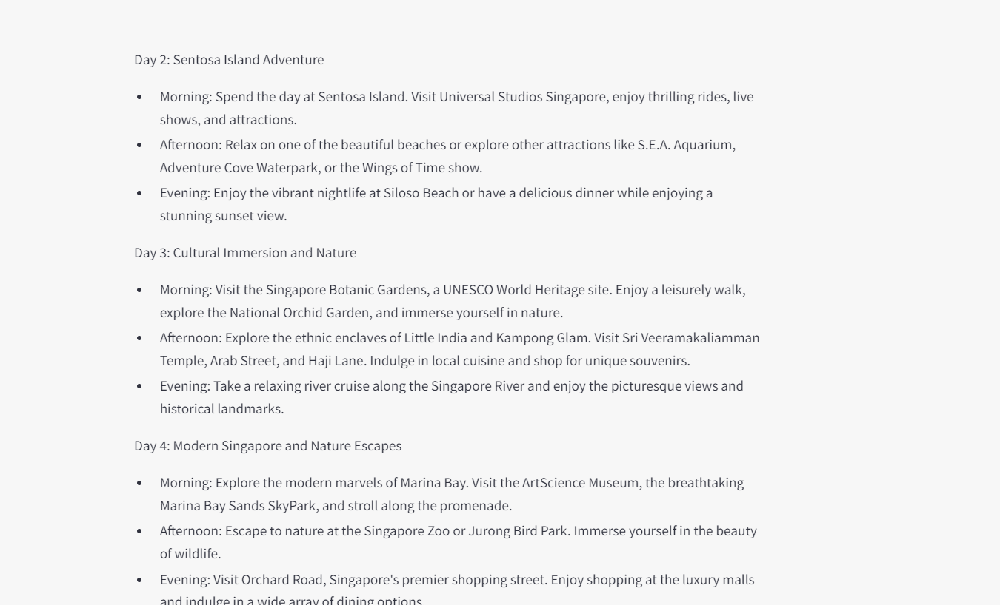 Day 2: Sentosa Island Adventure
• Morning: Spend the day at Sentosa Island. Visit Universal Studios Singapore, enjoy thrilling rides, live
shows, and attractions.
• Afternoon: Relax on one of the beautiful beaches or explore other attractions like S.E.A. Aquarium,
Adventure Cove Waterpark, or the Wings of Time show.
• Evening: Enjoy the vibrant nightlife at Siloso Beach or have a delicious dinner while enjoying a
stunning sunset view.
Day 3: Cultural Immersion and Nature
• Morning: Visit the Singapore Botanic Gardens, a UNESCO World Heritage site. Enjoy a leisurely walk,
explore the National Orchid Garden, and immerse yourself in nature.
• Afternoon: Explore the ethnic enclaves of Little India and Kampong Glam. Visit Sri Veeramakaliamman
Temple, Arab Street, and Haji Lane. Indulge in local cuisine and shop for unique souvenirs.
• Evening: Take a relaxing river cruise along the Singapore River and enjoy the picturesque views and
historical landmarks.
Day 4: Modern Singapore and Nature Escapes
• Morning: Explore the modern marvels of Marina Bay. Visit the ArtScience Museum, the breathtaking
Marina Bay Sands SkyPark, and stroll along the promenade.
• Afternoon: Escape to nature at the Singapore Zoo or Jurong Bird Park. Immerse yourself in the beauty
of wildlife.
• Evening: Visit Orchard Road, Singapore's premier shopping street. Enjoy shopping at the luxury malls
and indulge in a wide array of dining options.